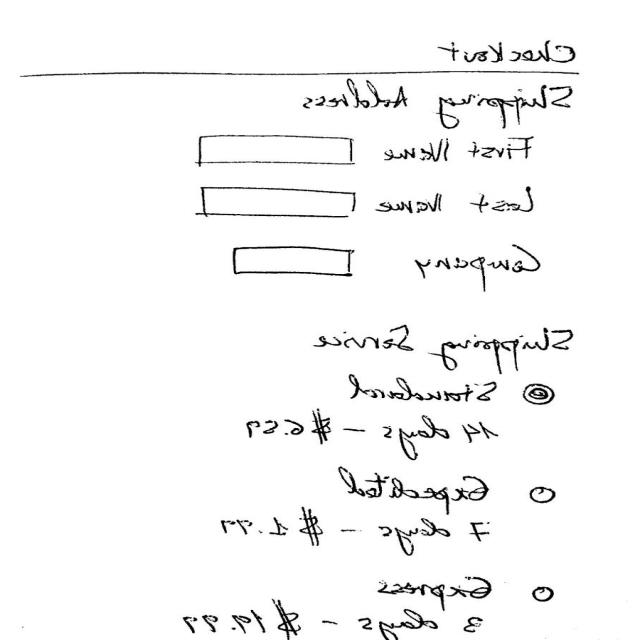 Checkout
Shipping Address
First Name
Last Name
Company
Shipping Service
Standard
14 days – $6.59
Expedited
7 days – $1.99
Express
3 days – $19.99